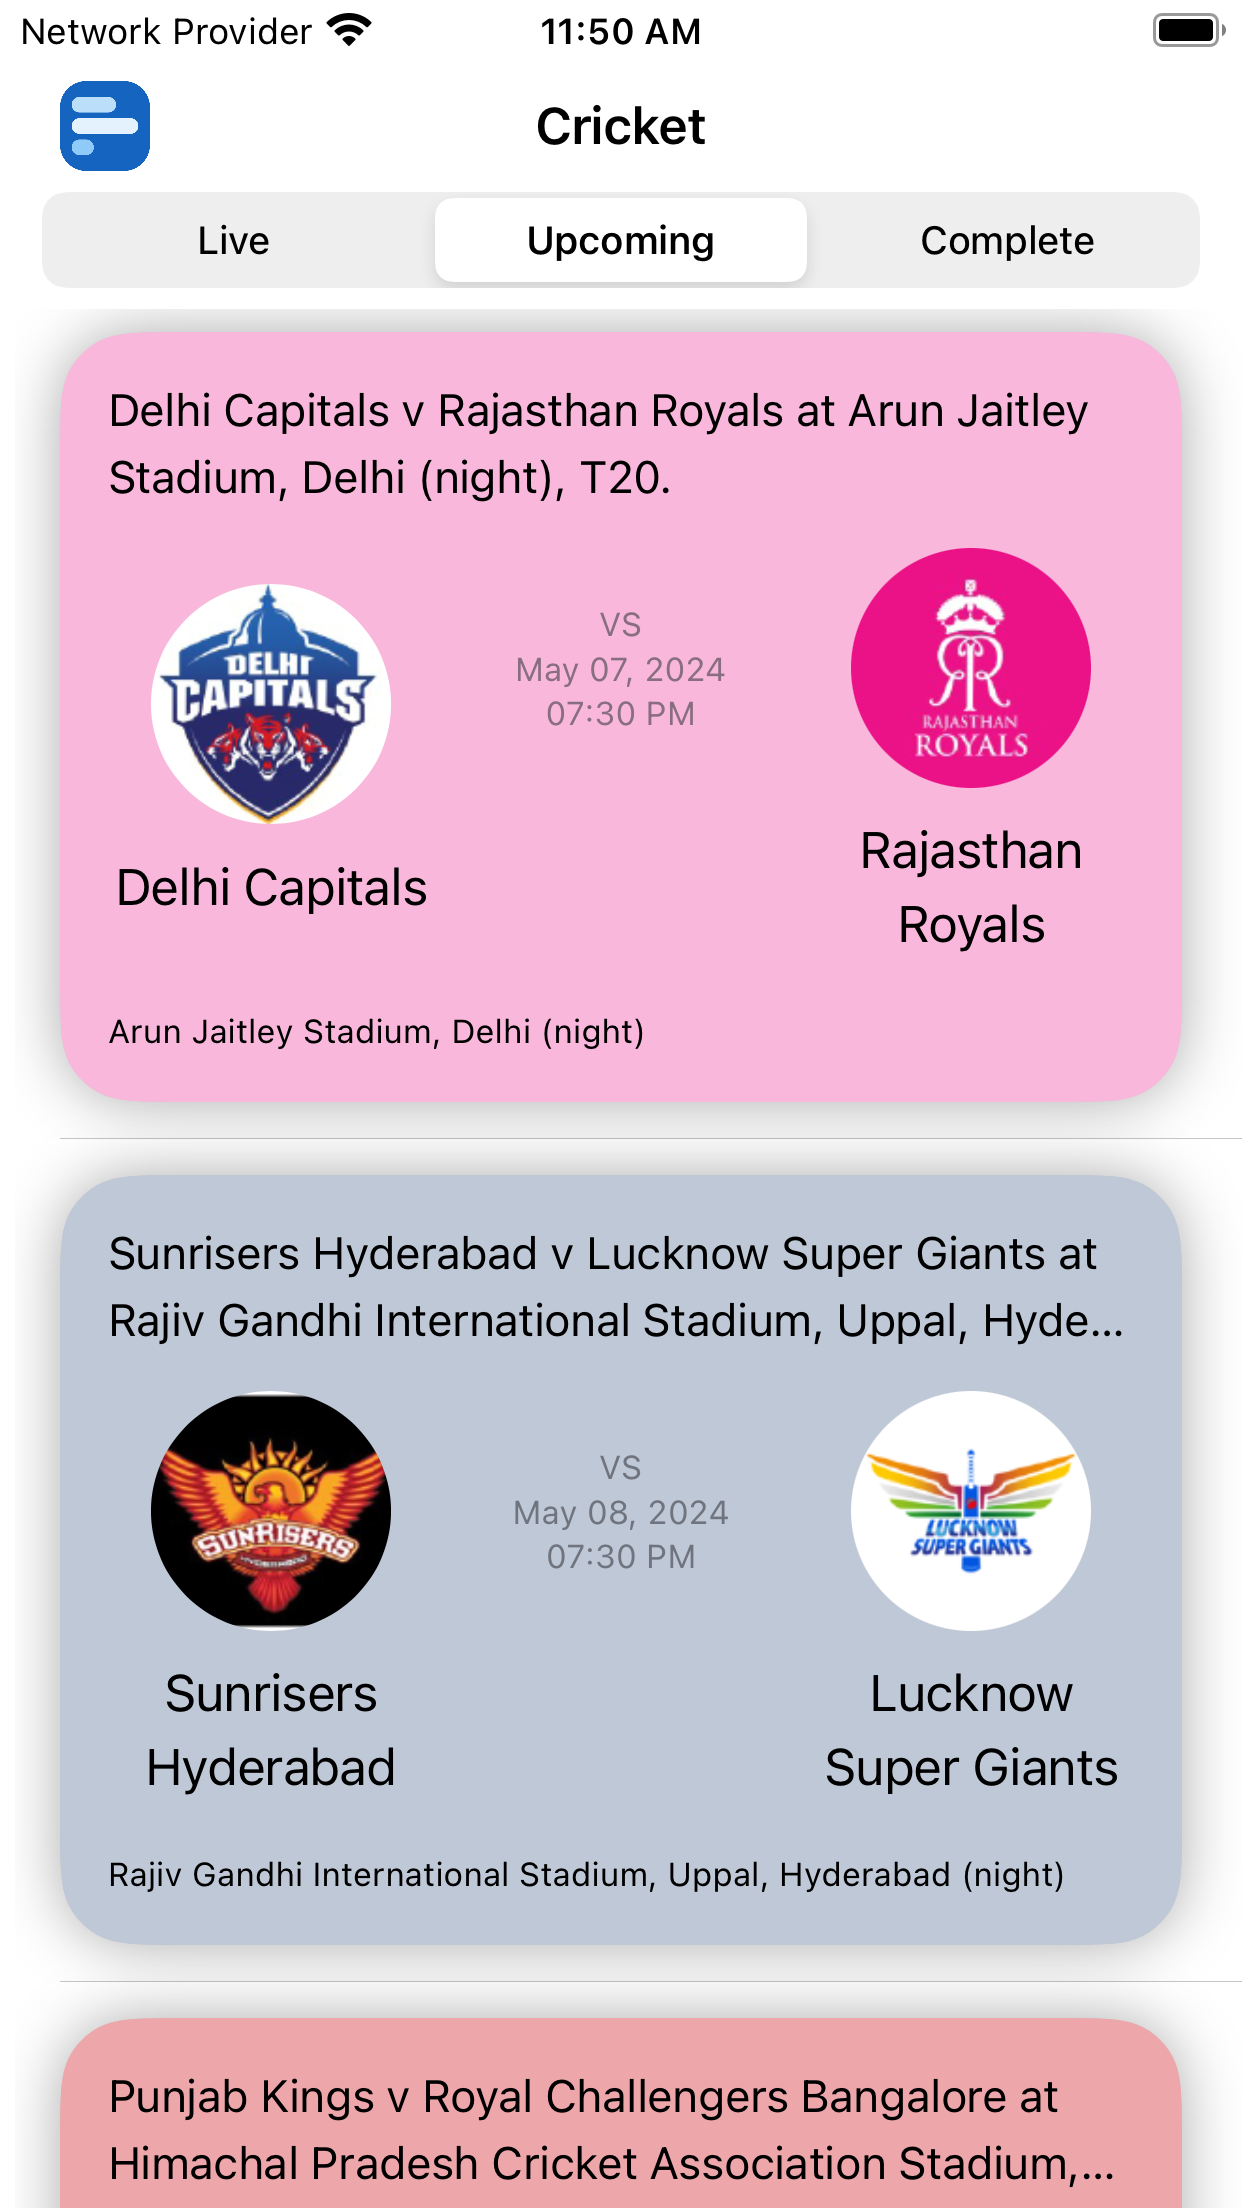 Network Provider 11:50 AM
Cricket
Live Upcoming Complete
Delhi Capitals v Rajasthan Royals at Arun Jaitley
Stadium, Delhi (night), T20.
DELHI
CAPITALS
VS
May 07, 2024
07:30 PM
RAJASTHAN
ROYALS
Delhi Capitals
Rajasthan
Royals
Arun Jaitley Stadium, Delhi (night)
Sunrisers Hyderabad v Lucknow Super Giants at
Rajiv Gandhi International Stadium, Uppal, Hyde...
SUNRISERS
VS
May 08, 2024
07:30 PM
LUCKNOW
SUPER GIANTS
Sunrisers
Hyderabad
Lucknow
Super Giants
Rajiv Gandhi International Stadium, Uppal, Hyderabad (night)
Punjab Kings v Royal Challengers Bangalore at
Himachal Pradesh Cricket Association Stadium,...